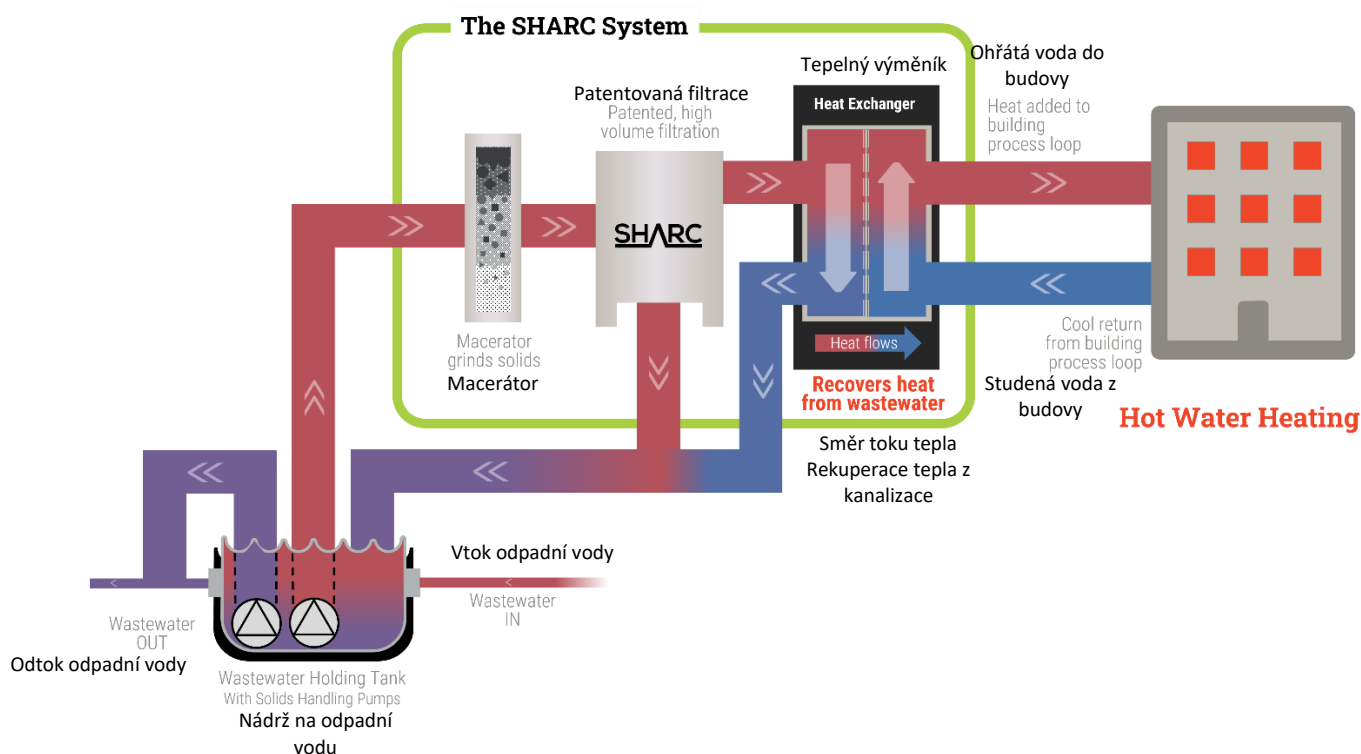 The SHARC System
Tepelný výměník
Ohřátá voda do
budovy
Patentovaná filtrace
Patented, high
volume filtration
Heat Exchanger
Heat added to
building
process loop
SHARC
Macerator
grinds solids
Macerátor
Heat flows
Recovers heat
from wastewater
Cool return
from building
process loop
Studená voda z
budovy
Hot Water Heating
Směr toku tepla
Rekuperace tepla z
kanalizace
Vtok odpadní vody
Wastewater
IN
Wastewater
OUT
Odtok odpadní vody
Wastewater Holding Tank
With Solids Handling Pumps
Nádrž na odpadní
vodu